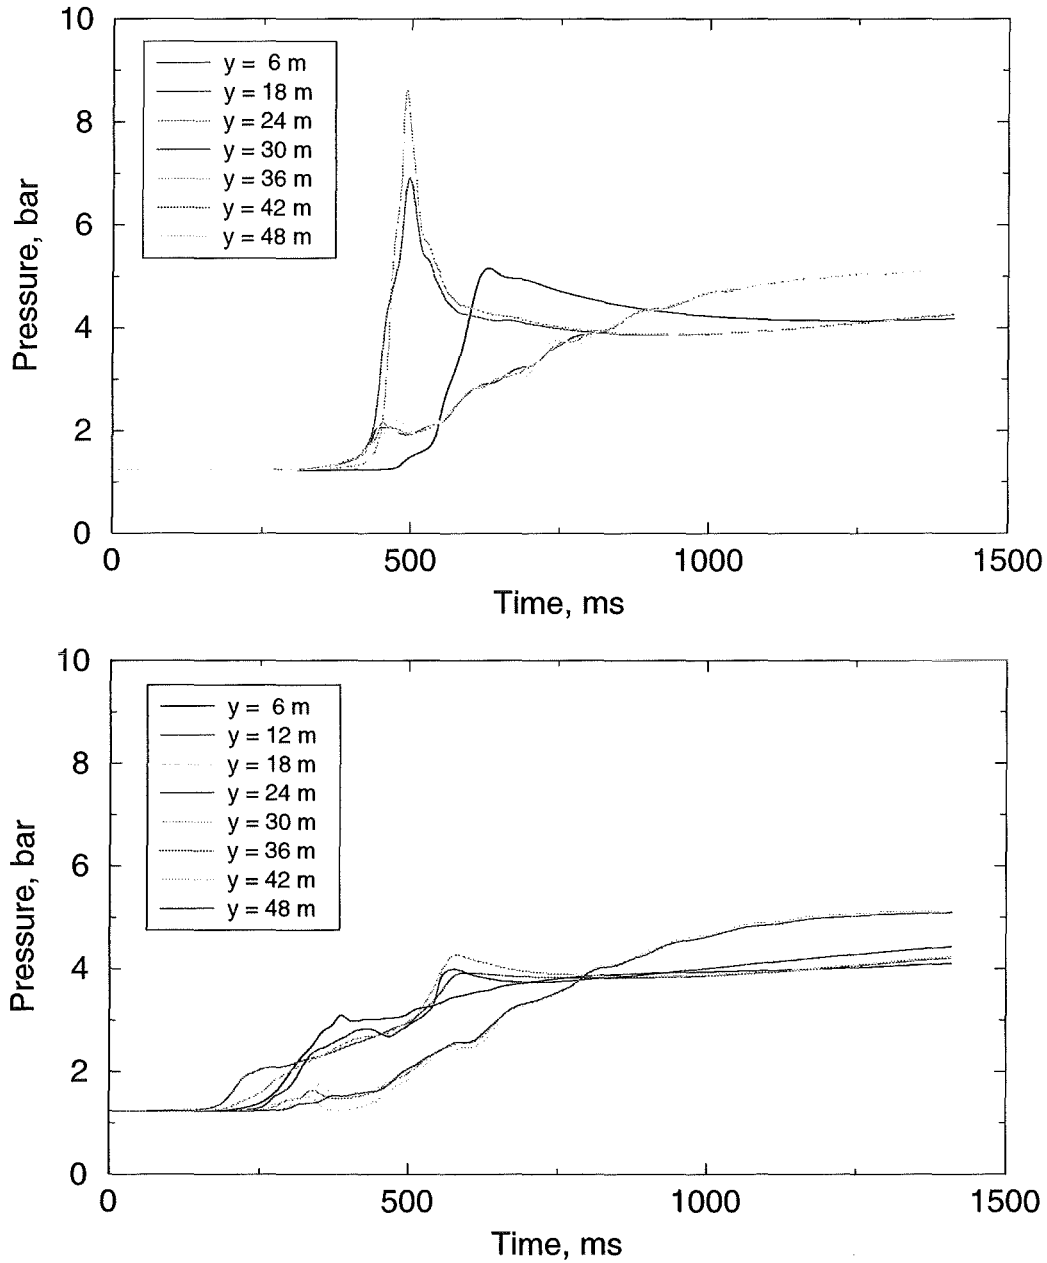 10
8
6
4
2
0
Pressure, bar
y = 6 m
y = 18 m
y = 24 m
y = 30 m
y = 36 m
y = 42 m
y = 48 m
0 500 1000 1500
Time, ms
10
8
6
4
2
0
Pressure, bar
y = 6 m
y = 12 m
y = 18 m
y = 24 m
y = 30 m
y = 36 m
y = 42 m
y = 48 m
0 500 1000 1500
Time, ms